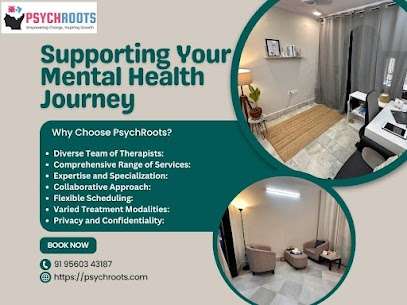 PSYCHROOTS
Empowering Change, Inspiring Growth
Supporting Your
Mental Health
Journey
Why Choose PsychRoots?
• Diverse Team of Therapists:
• Comprehensive Range of Services:
• Expertise and Specialization:
• Collaborative Approach:
• Flexible Scheduling:
• Varied Treatment Modalities:
• Privacy and Confidentiality:
BOOK NOW
91 95603 43187
https://psychroots.com